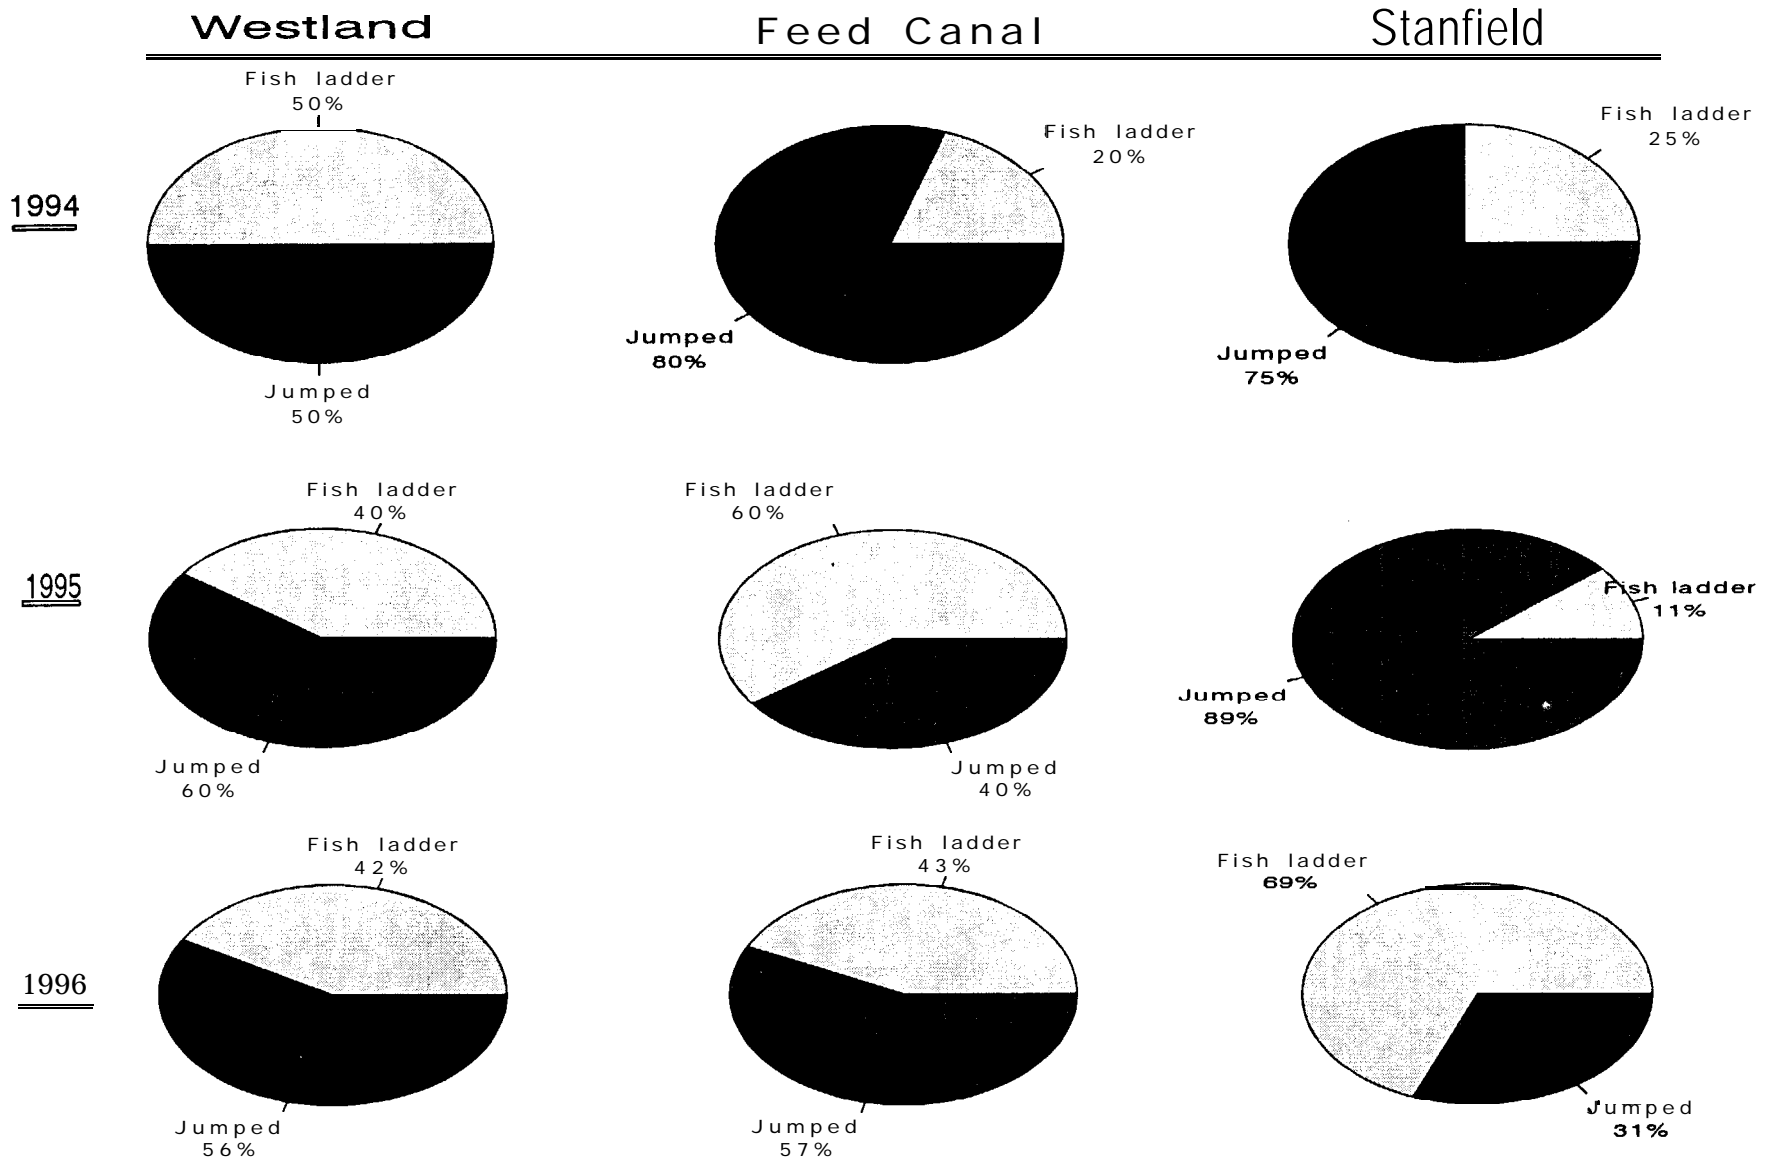 Westland Feed Canal Stanfield
1994
Fish ladder
50%
Jumped
50%
Fish ladder
20%
Jumped
80%
Fish ladder
25%
Jumped
75%
1995
Fish ladder
40%
Jumped
60%
Fish ladder
60%
Jumped
40%
Fish ladder
11%
Jumped
89%
1996
Fish ladder
42%
Jumped
56%
Fish ladder
43%
Jumped
57%
Fish ladder
69%
Jumped
31%